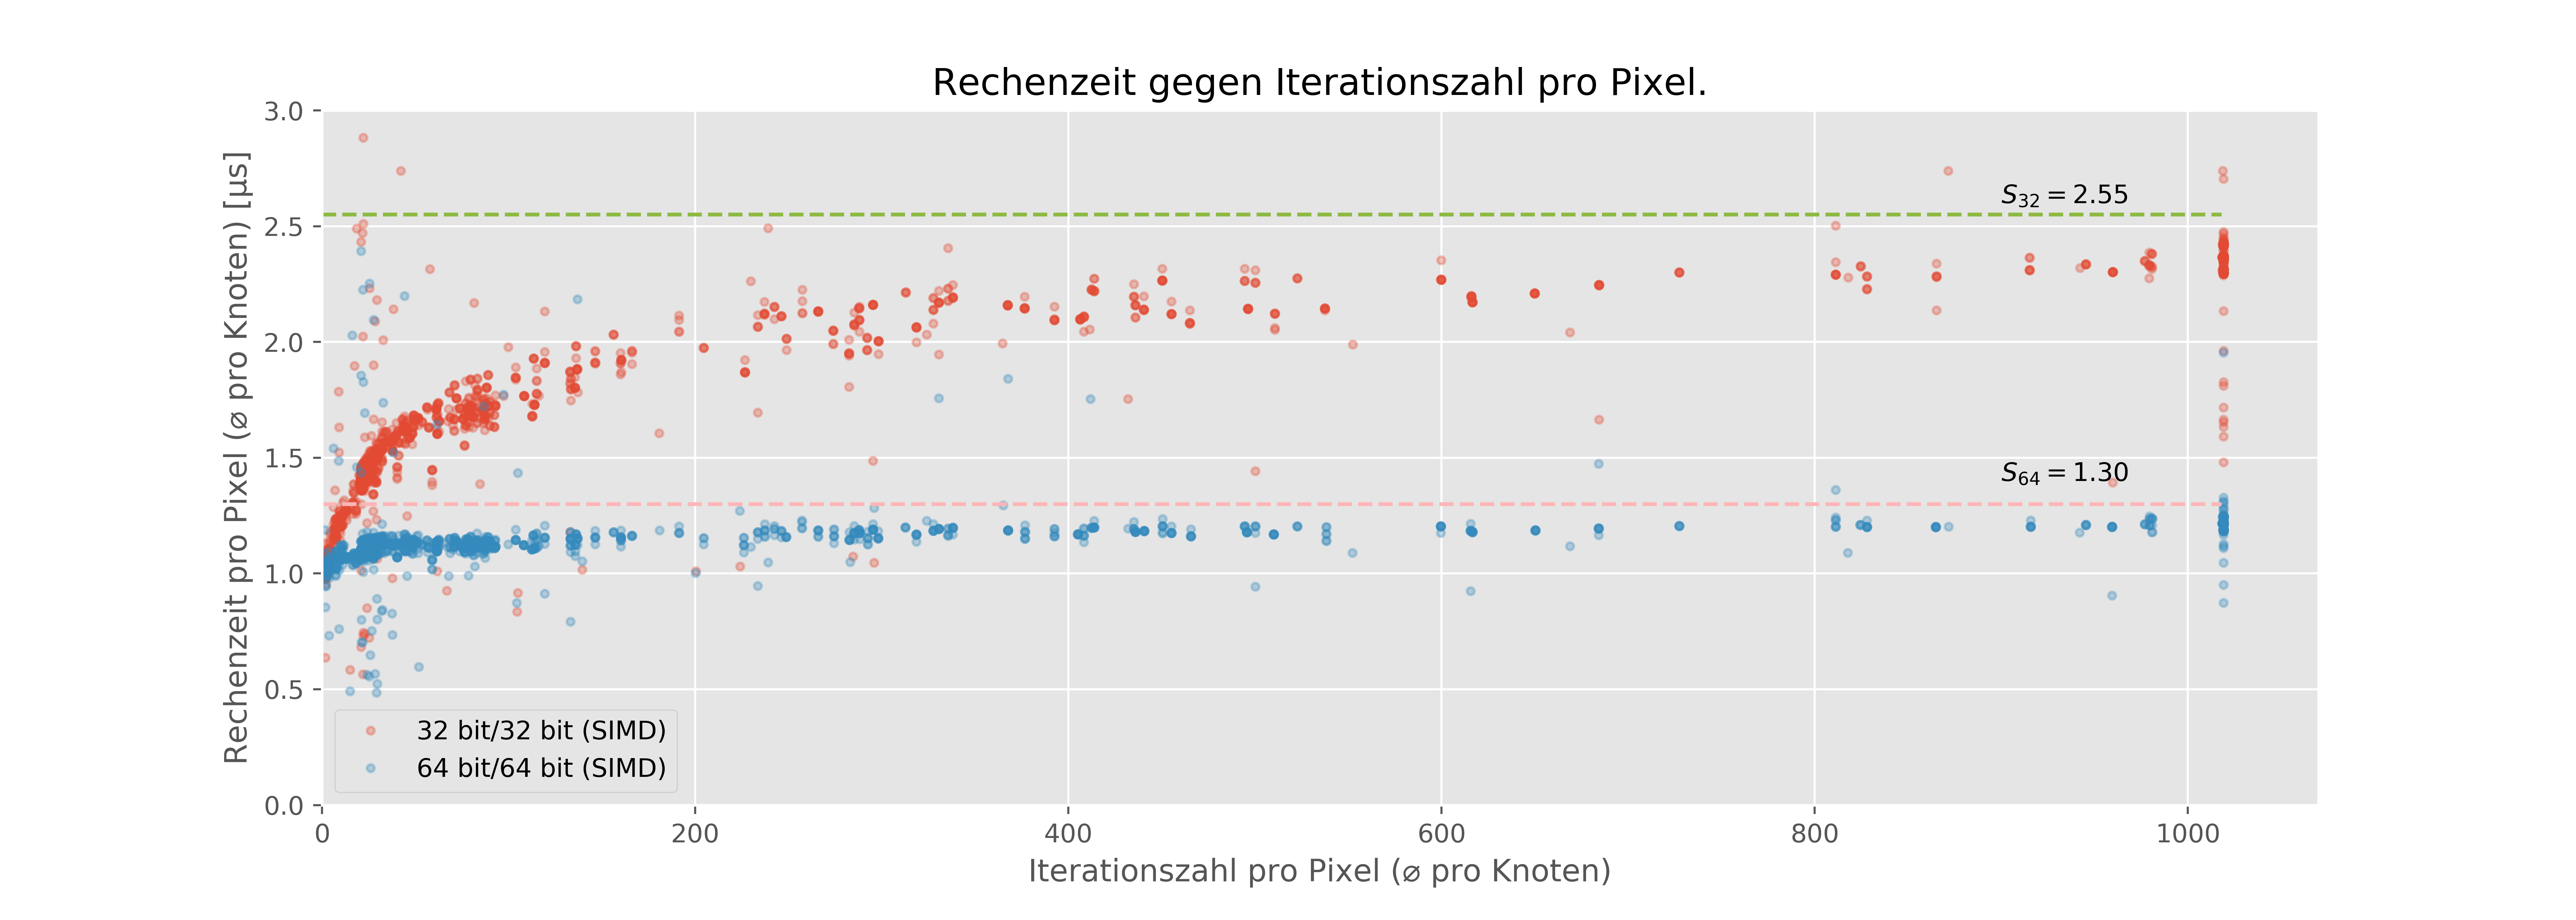 Rechenzeit gegen Iterationszahl pro Pixel.
Rechenzeit pro Pixel (⌀ pro Knoten) [µs]
3.0
2.5
2.0
1.5
1.0
0.5
0.0
S32 = 2.55
S64 = 1.30
32 bit/32 bit (SIMD)
64 bit/64 bit (SIMD)
0 200 400 600 800 1000
Iterationszahl pro Pixel (⌀ pro Knoten)